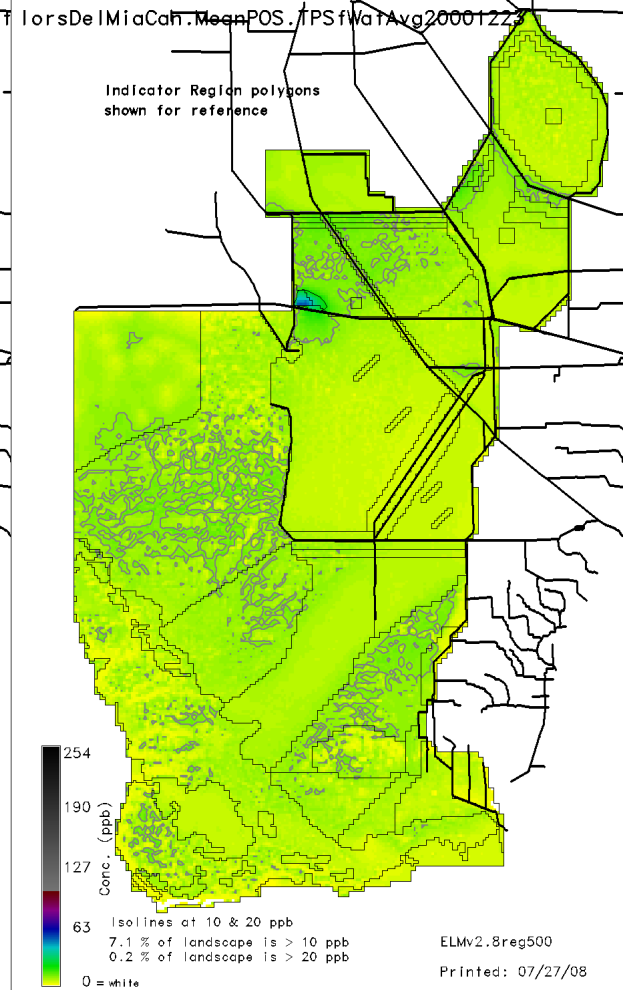 florsDelMiaCan.MeanPOS.TPSfWatAvg20001223
Indicator Region polygons
shown for reference
254
190
127
63
0 = white
Conc. (ppb)
Isolines at 10 & 20 ppb
7.1 % of landscape is > 10 ppb
0.2 % of landscape is > 20 ppb
ELMv2.8reg500
Printed: 07/27/08